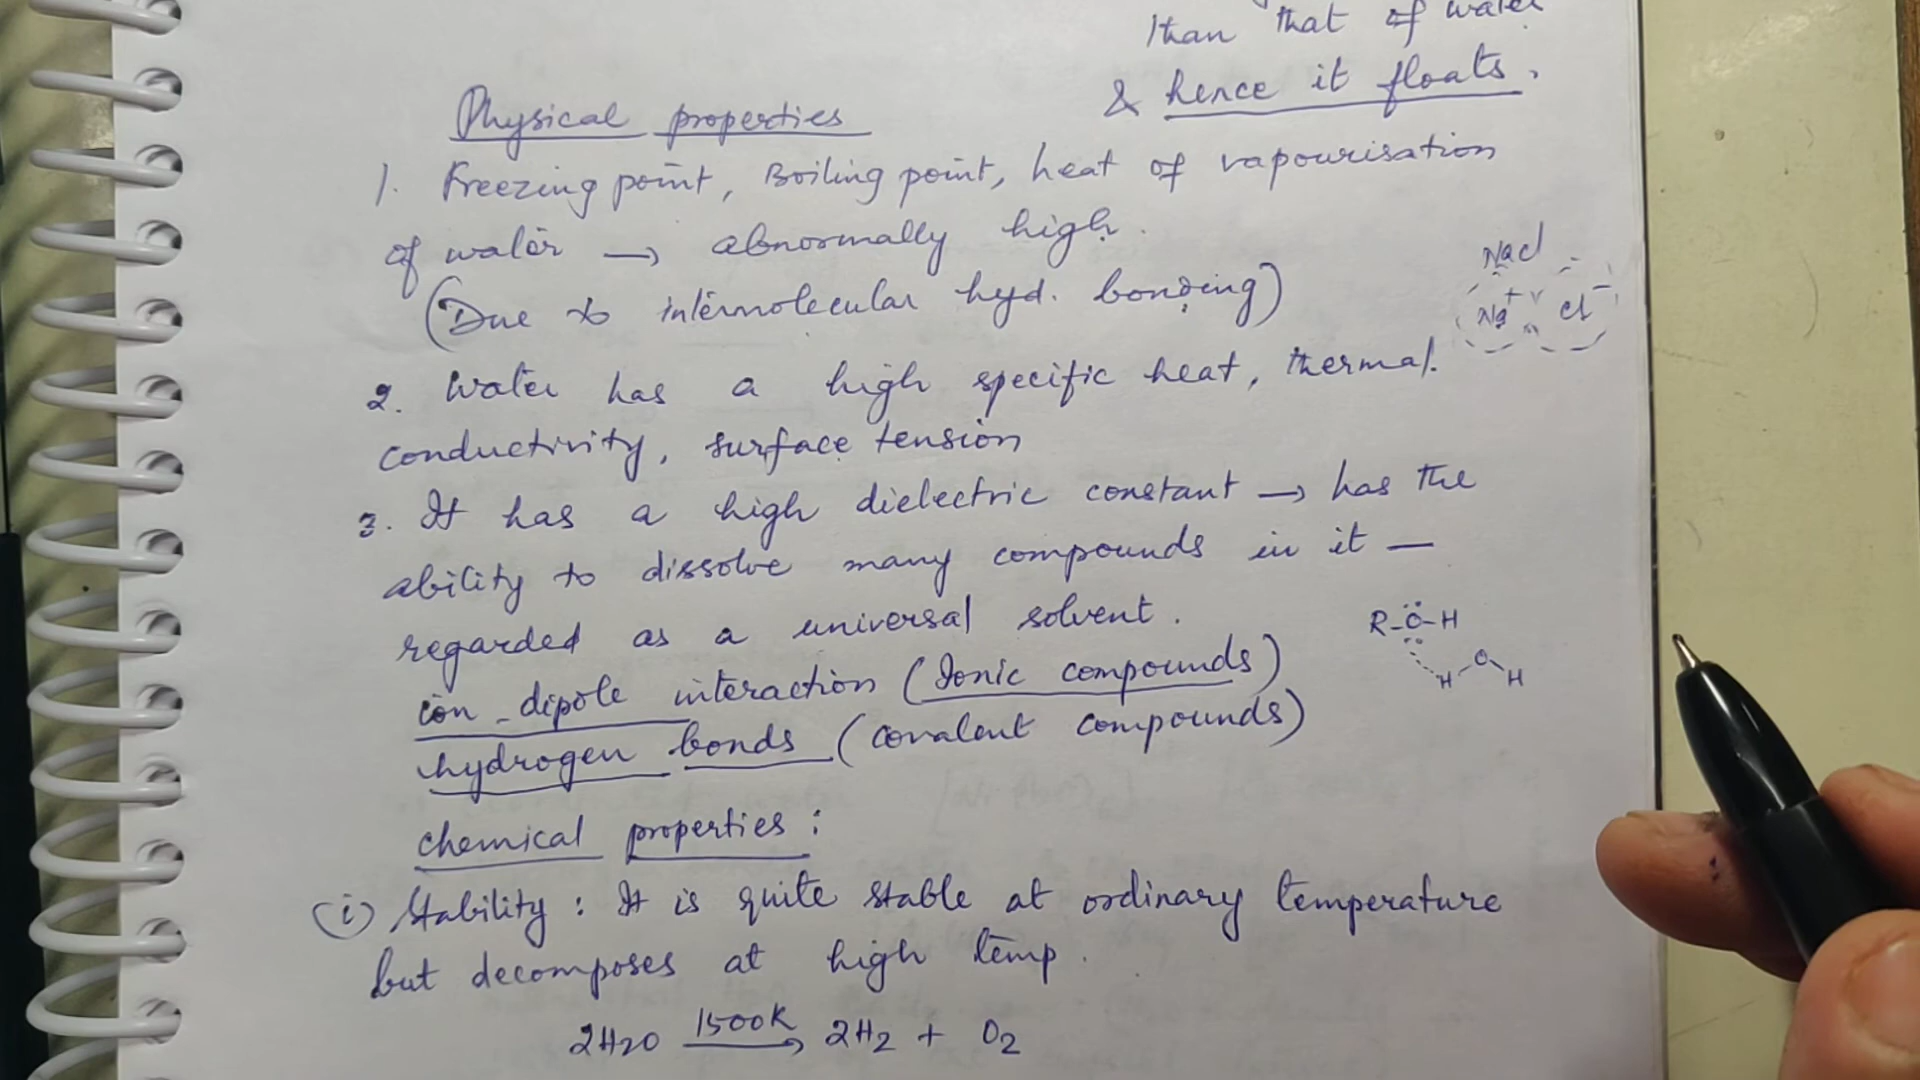 than that of water
& hence it floats.
Physical properties
1. Freezing point, Boiling point, heat of vapourisation
of water → abnormally high.
(Due to intermolecular hyd. bonding)
NaCl
Na+ Cl-
2. Water has a high specific heat, thermal.
conductivity, surface tension
3. It has a high dielectric constant → has the
ability to dissolve many compounds in it —
regarded as a universal solvent.
R-O-H
H O H
ion-dipole interaction (Ionic compounds)
hydrogen bonds (covalent compounds)
chemical properties:
(i) Stability: It is quite stable at ordinary temperature
but decomposes at high temp.
2H2O 1500K → 2H2 + O2